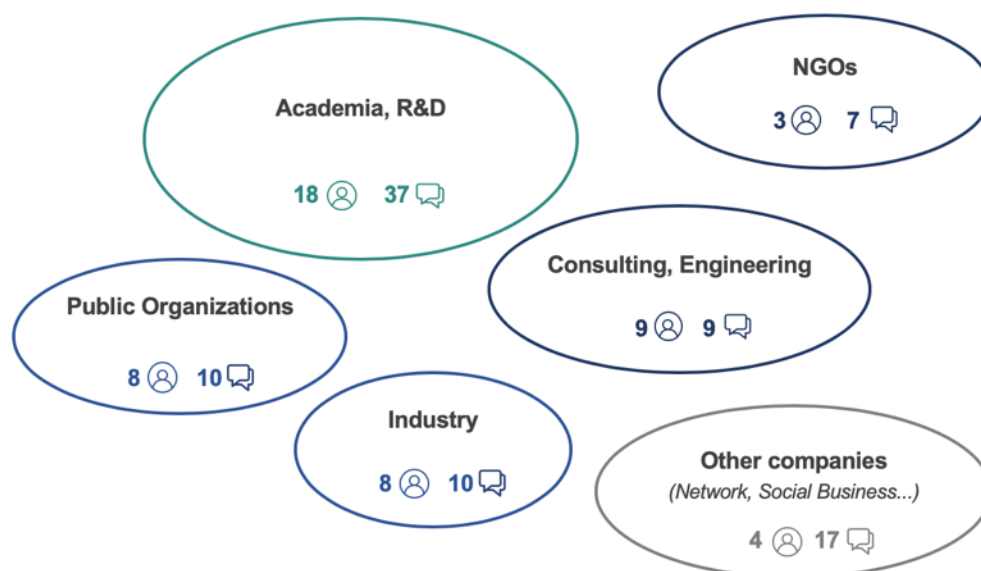 NGOs
3 7
Academia, R&D
18 37
Consulting, Engineering
9 9
Public Organizations
8 10
Industry
8 10
Other companies
(Network, Social Business...)
4 17